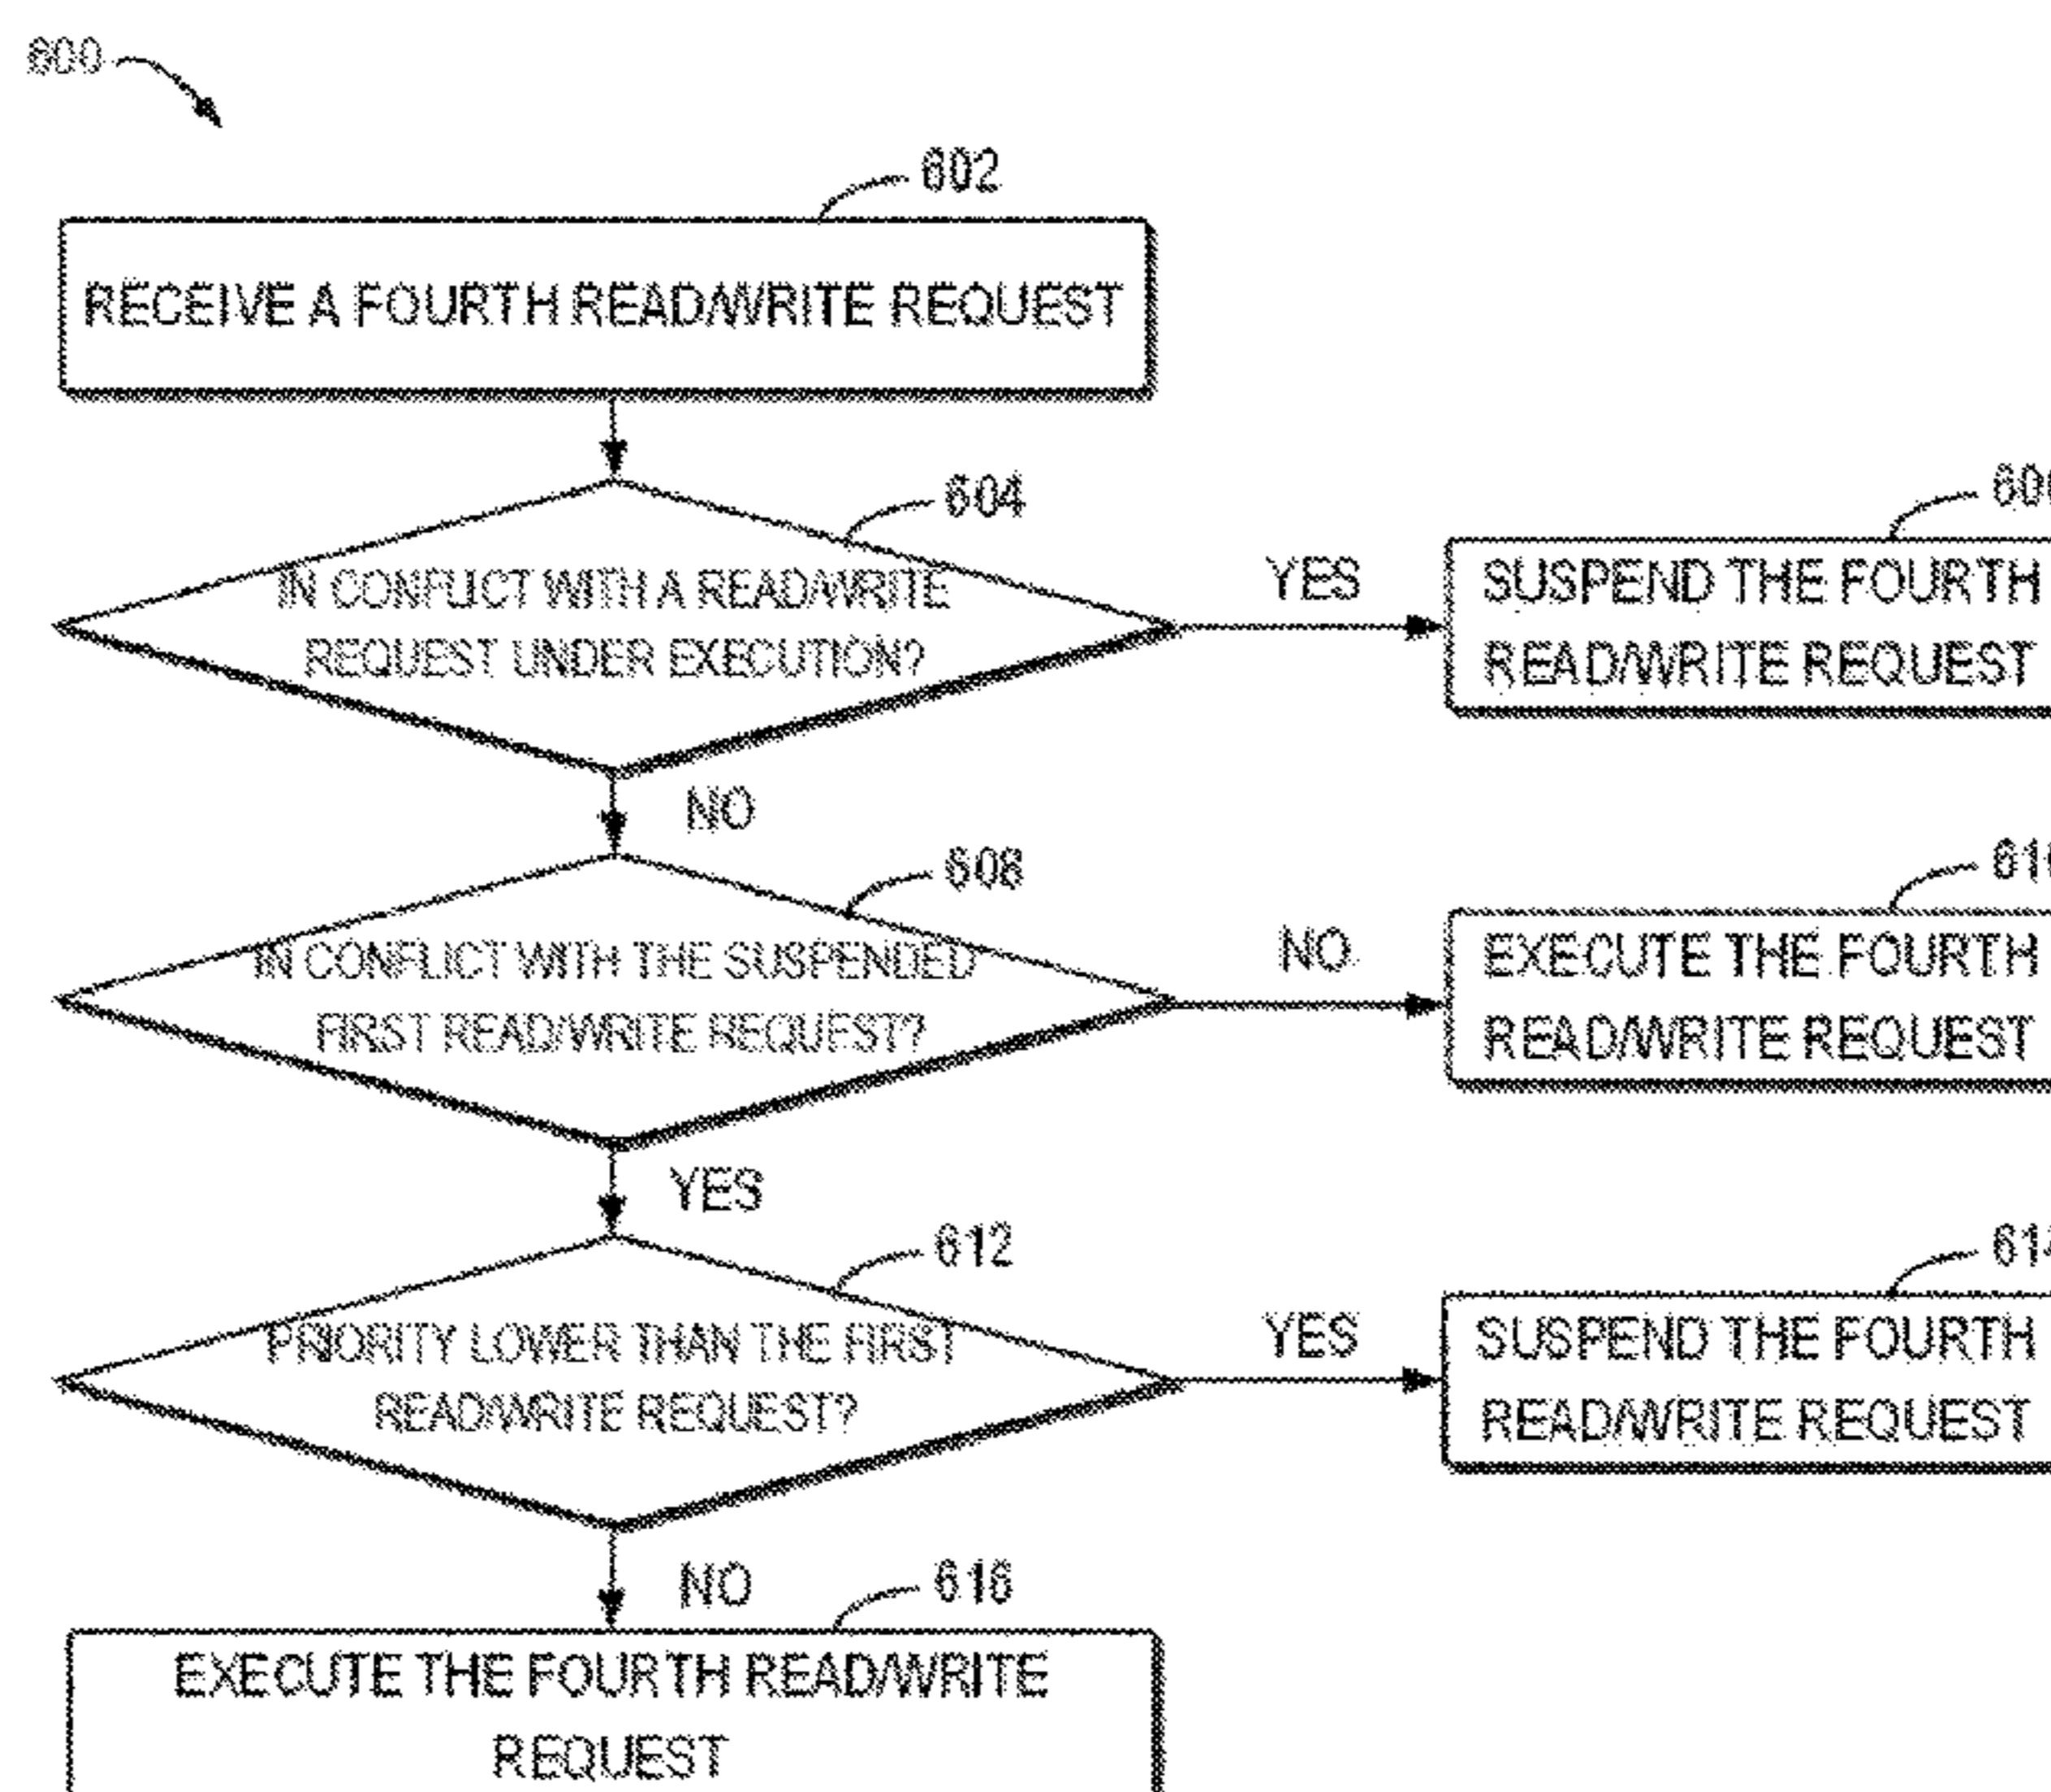 600
602
RECEIVE A FOURTH READ/WRITE REQUEST
604
IN CONFLICT WITH A READ/WRITE
REQUEST UNDER EXECUTION?
YES
SUSPEND THE FOURTH
READ/WRITE REQUEST
NO
608
IN CONFLICT WITH THE SUSPENDED
FIRST READ/WRITE REQUEST?
NO
EXECUTE THE FOURTH
READ/WRITE REQUEST
YES
612
PRIORITY LOWER THAN THE FIRST
READ/WRITE REQUEST?
YES
SUSPEND THE FOURTH
READ/WRITE REQUEST
NO
616
EXECUTE THE FOURTH READ/WRITE
REQUEST